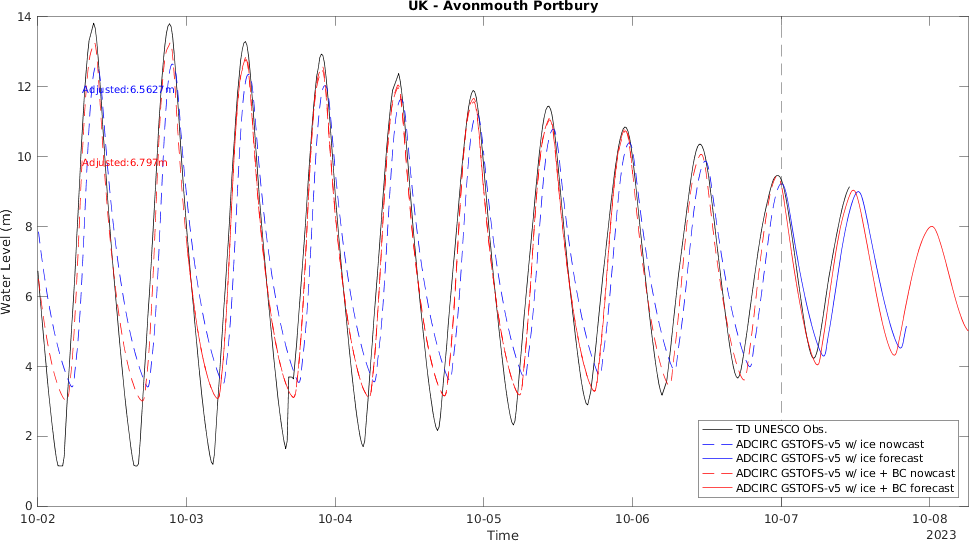 UK - Avonmouth Portbury
14
12
10
8
6
4
2
0
Water Level (m)
Adjusted:6.5627m
Adjusted:6.797m
TD UNESCO Obs.
ADCIRC GSTOFS-v5 w/ ice nowcast
ADCIRC GSTOFS-v5 w/ ice forecast
ADCIRC GSTOFS-v5 w/ ice + BC nowcast
ADCIRC GSTOFS-v5 w/ ice + BC forecast
10-02 10-03 10-04 10-05 10-06 10-07 10-08
Time
2023